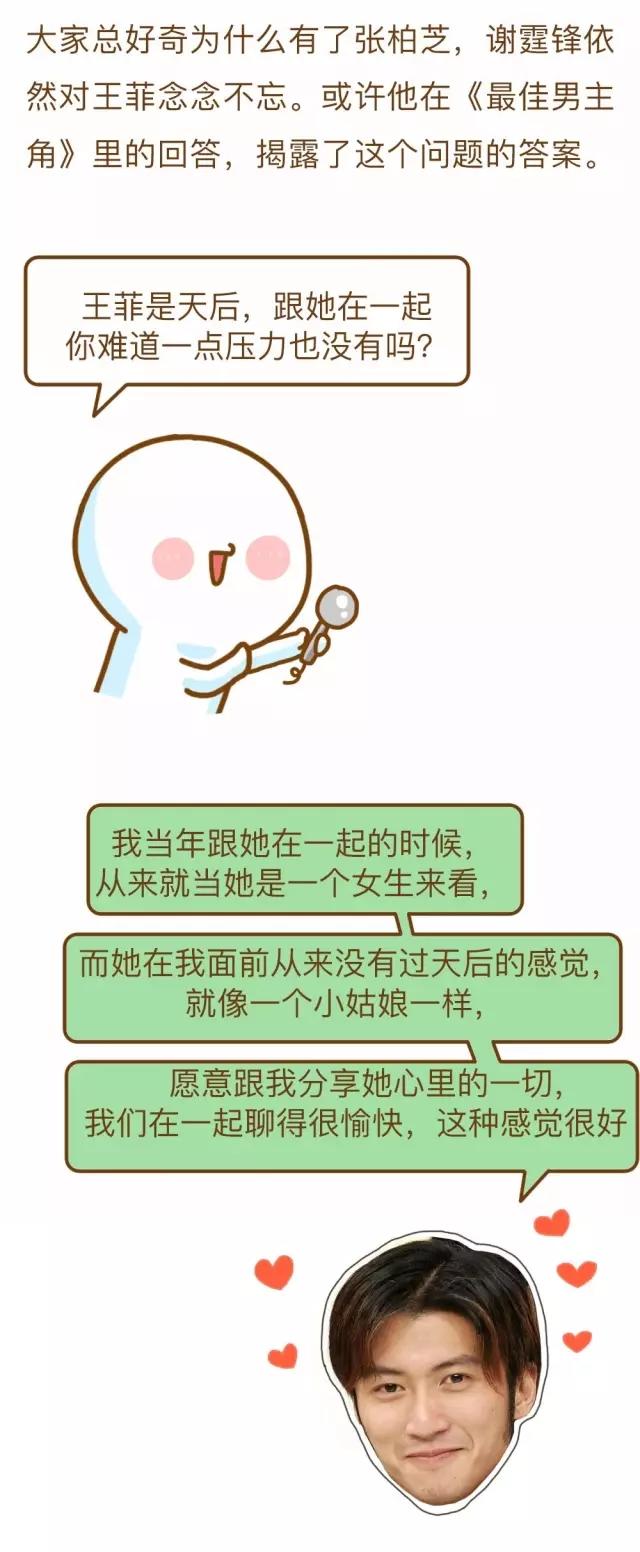 大家总好奇为什么有了张柏芝，谢霆锋依
然对王菲念念不忘。或许他在《最佳男主
角》里的回答，揭露了这个问题的答案。
王菲是天后，跟她在一起
你难道一点压力也没有吗？
我当年跟她在一起的时候，
从来就当她是一个女生来看，
而她在我面前从来没有过天后的感觉，
就像一个小姑娘一样，
愿意跟我分享她心里的一切，
我们在一起聊得很愉快，这种感觉很好